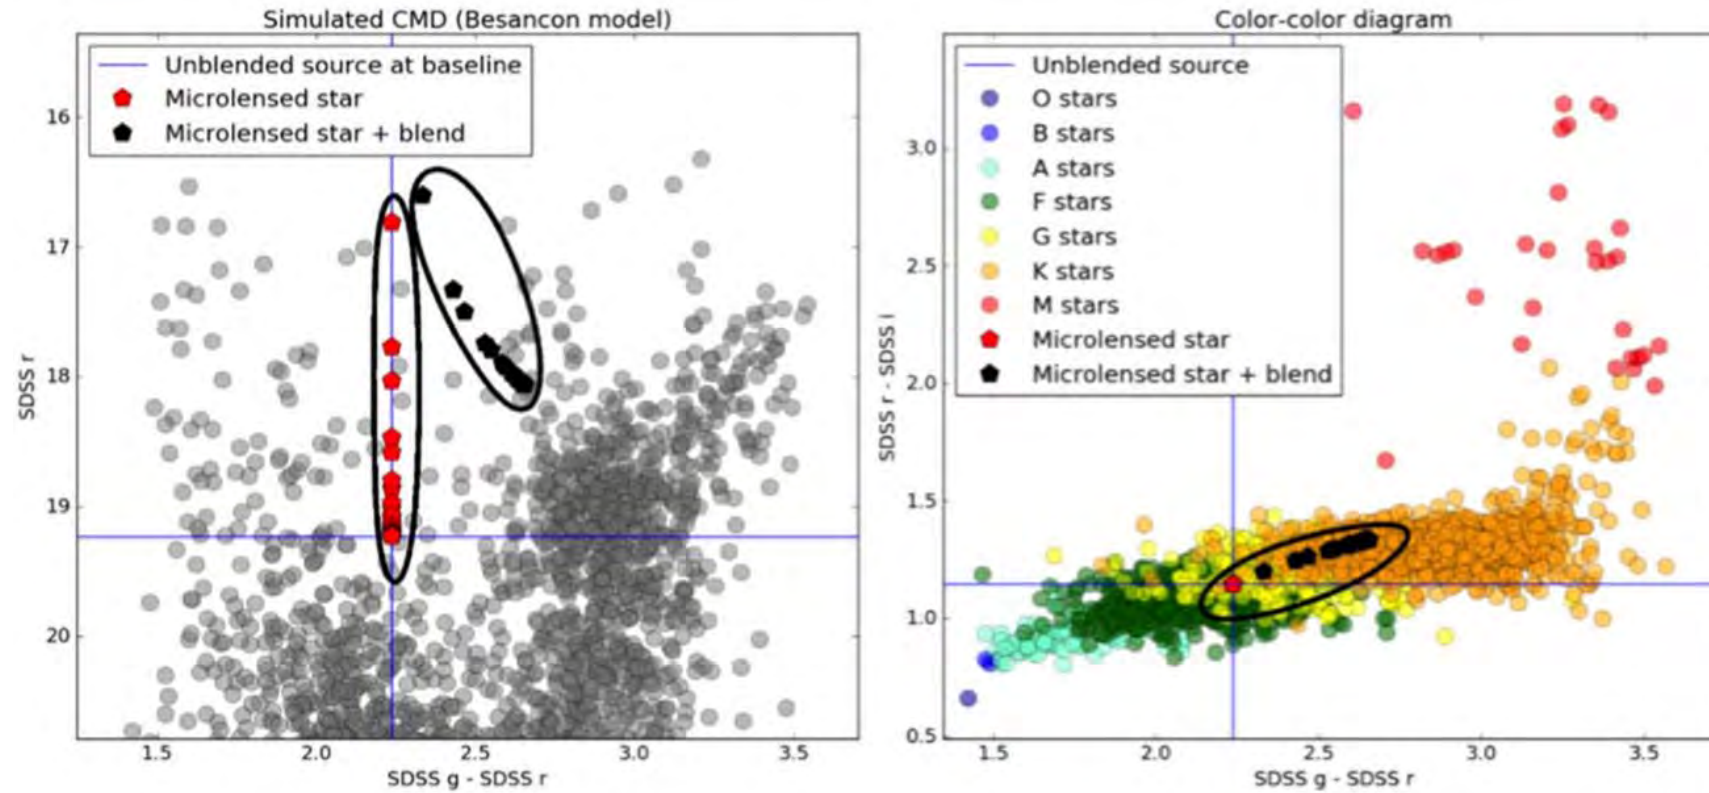 Simulated CMD (Besancon model)
Unblended source at baseline
Microlensed star
Microlensed star + blend
16
17
18
19
20
SDSS r
1.5
2.0
2.5
3.0
3.5
SDSS g - SDSS r
Color-color diagram
Unblended source
O stars
B stars
A stars
F stars
G stars
K stars
M stars
Microlensed star
Microlensed star + blend
3.0
2.5
2.0
1.5
1.0
0.5
SDSS r - SDSS i
1.5
2.0
2.5
3.0
3.5
SDSS g - SDSS r